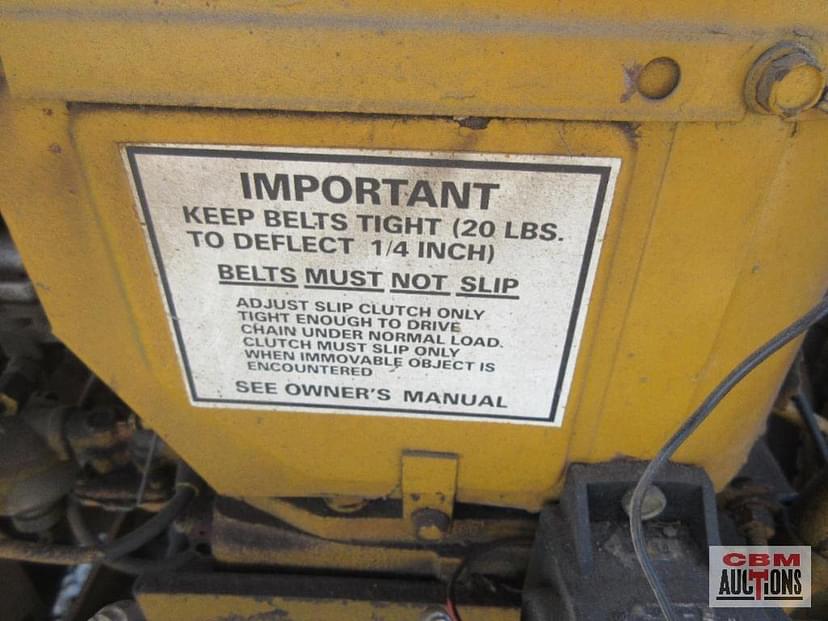 IMPORTANT
KEEP BELTS TIGHT (20 LBS.
TO DEFLECT 1/4 INCH)
BELTS MUST NOT SLIP
ADJUST SLIP CLUTCH ONLY
TIGHT ENOUGH TO DRIVE
CHAIN UNDER NORMAL LOAD.
CLUTCH MUST SLIP ONLY
WHEN IMMOVABLE OBJECT IS
ENCOUNTERED
SEE OWNER'S MANUAL
CBM
AUCTIONS